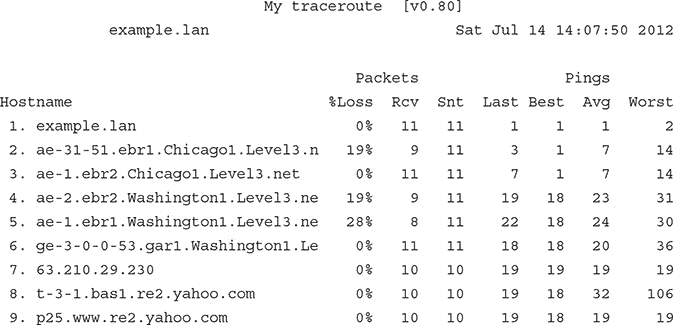 My traceroute [v0.80]
example.lan Sat Jul 14 14:07:50 2012
Packets Pings
Hostname %Loss Rcv Snt Last Best Avg Worst
1. example.lan 0% 11 11 1 1 1 2
2. ae-31-51.ebr1.Chicago1.Level3.n 19% 9 11 3 1 7 14
3. ae-1.ebr2.Chicago1.Level3.net 0% 11 11 7 1 7 14
4. ae-2.ebr2.Washington1.Level3.ne 19% 9 11 19 18 23 31
5. ae-1.ebr1.Washington1.Level3.ne 28% 8 11 22 18 24 30
6. ge-3-0-0-53.gar1.Washington1.Le 0% 11 11 18 18 20 36
7. 63.210.29.230 0% 10 10 19 19 19 19
8. t-3-1.bas1.re2.yahoo.com 0% 10 10 19 18 32 106
9. p25.www.re2.yahoo.com 0% 10 10 19 18 19 19